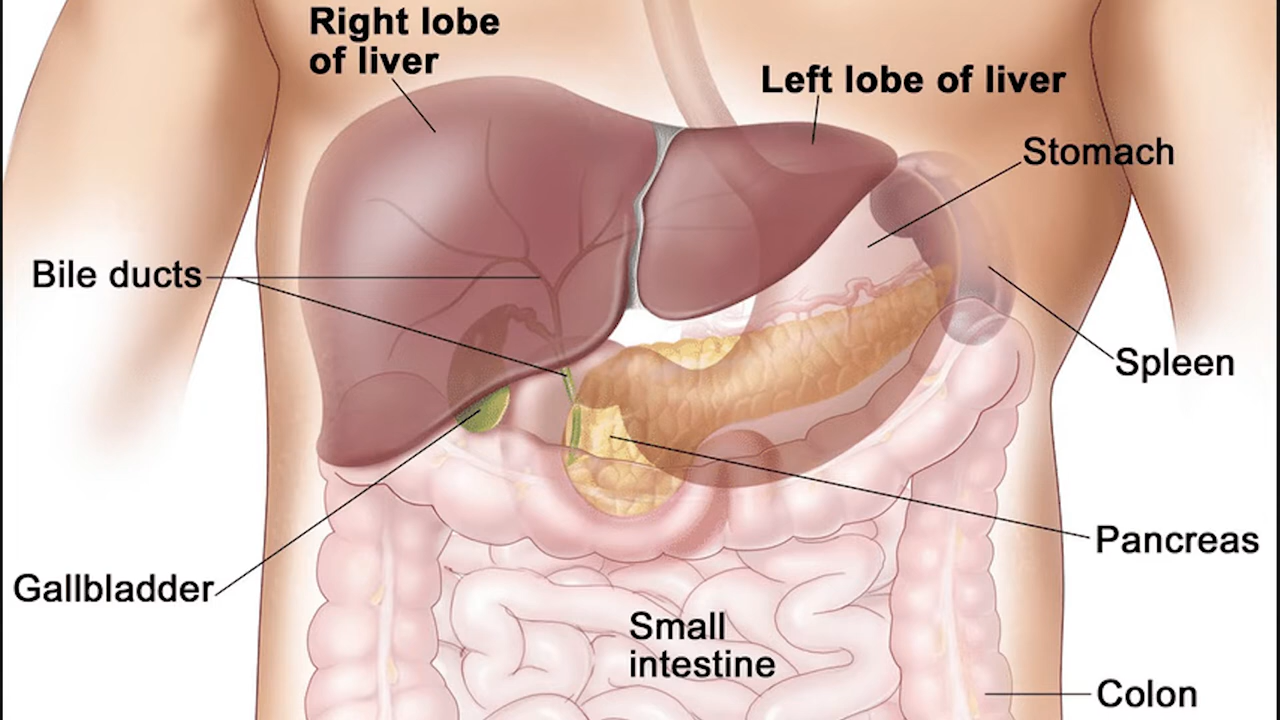 Right lobe
of liver
Left lobe of liver
Stomach
Bile ducts
Spleen
Pancreas
Gallbladder
Small
intestine
Colon